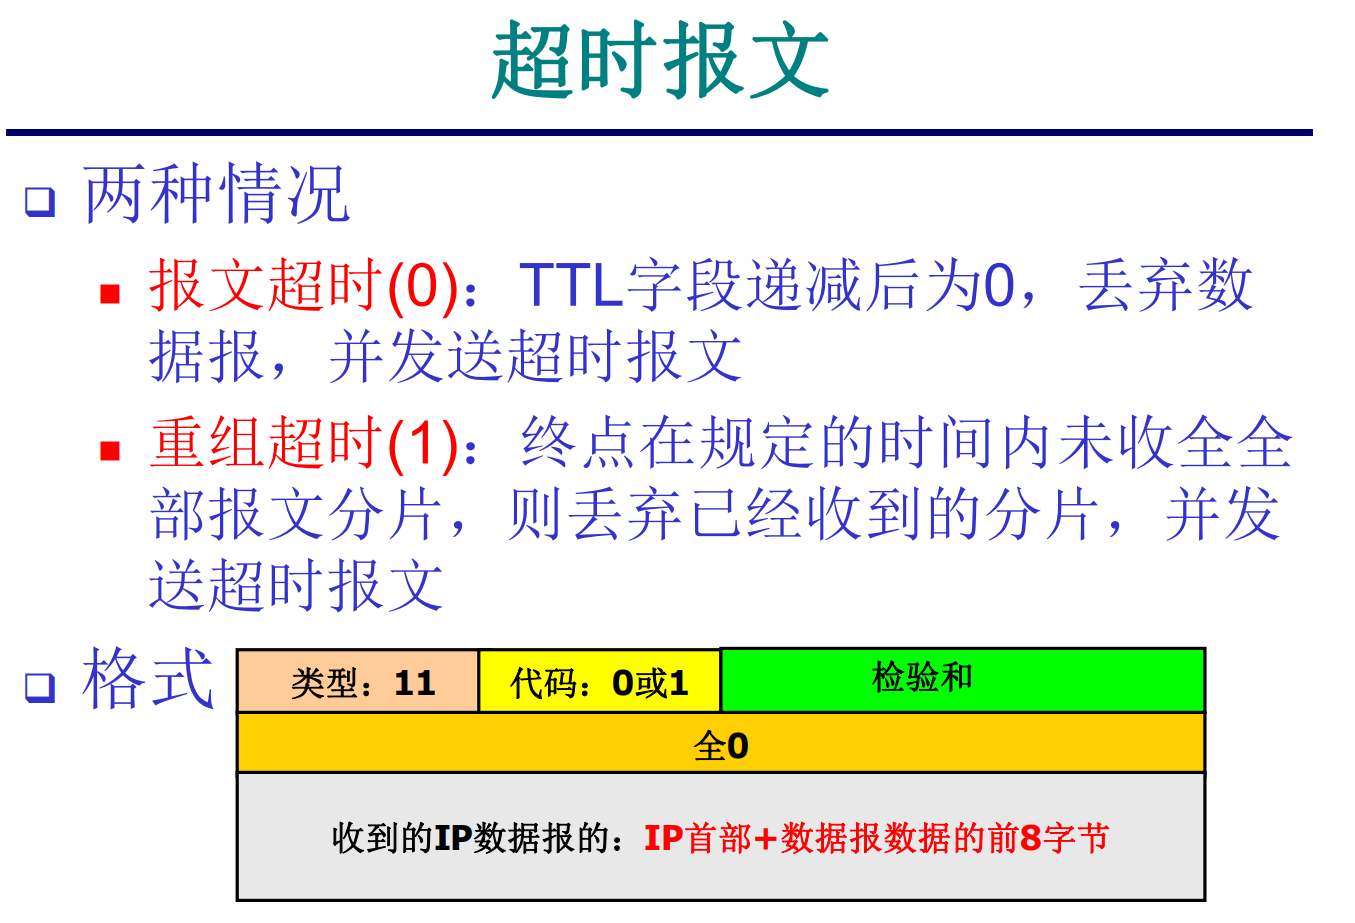 超时报文
两种情况
报文超时(0)：TTL字段递减后为0，丢弃数
据报，并发送超时报文
重组超时(1)：终点在规定的时间内未收全全
部报文分片，则丢弃已经收到的分片，并发
送超时报文
格式
类型：11 代码：0或1 检验和
全0
收到的IP数据报的：IP首部+数据报数据的前8字节